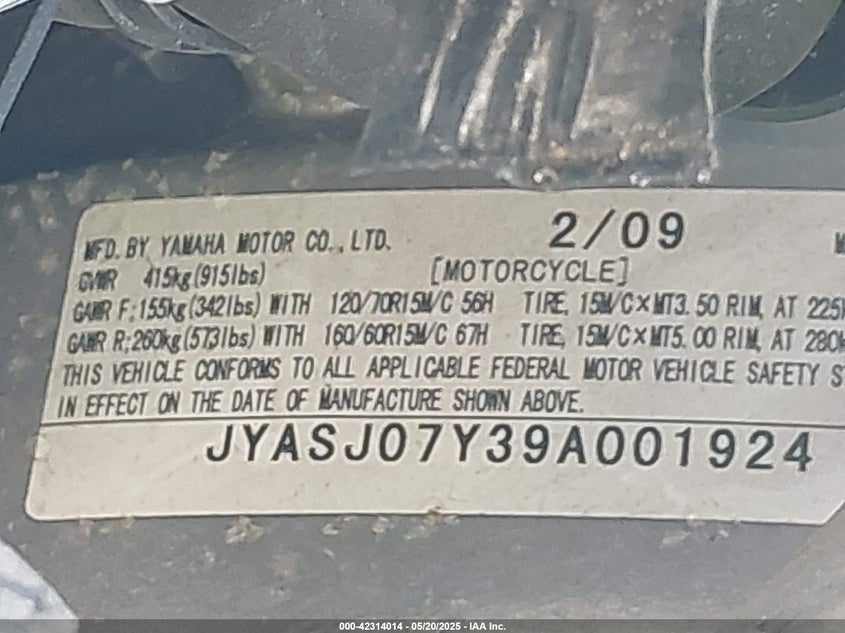 MFD. BY YAMAHA MOTOR CO., LTD. 2/09
GVWR 415kg(915lbs) [MOTORCYCLE]
GAWR F:155kg(342lbs) WITH 120/70R15M/C 56H TIRE, 15M/C×MT3.50 RIM, AT 225
GAWR R:260kg(573lbs) WITH 160/60R15M/C 67H TIRE, 15M/C×MT5.00 RIM, AT 280
THIS VEHICLE CONFORMS TO ALL APPLICABLE FEDERAL MOTOR VEHICLE SAFETY
IN EFFECT ON THE DATE OF MANUFACTURE SHOWN ABOVE.
JYASJ07Y39A001924
000-42314014 - 05/20/2025 - IAA Inc.